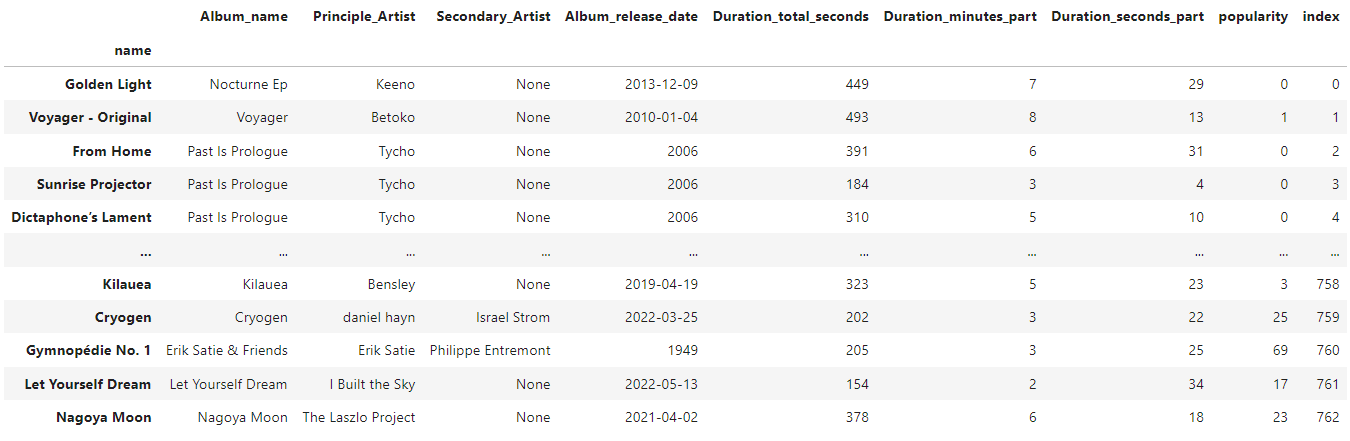 Album_name Principle_Artist Secondary_Artist Album_release_date Duration_total_seconds Duration_minutes_part Duration_seconds_part popularity index
name
Golden Light Nocturne Ep Keeno None 2013-12-09 449 7 29 0 0
Voyager - Original Voyager Betoko None 2010-01-04 493 8 13 1 1
From Home Past Is Prologue Tycho None 2006 391 6 31 0 2
Sunrise Projector Past Is Prologue Tycho None 2006 184 3 4 0 3
Dictaphone’s Lament Past Is Prologue Tycho None 2006 310 5 10 0 4
... ... ... ... ... ... ... ... ... ...
Kilauea Kilauea Bensley None 2019-04-19 323 5 23 3 758
Cryogen Cryogen daniel hayn Israel Strom 2022-03-25 202 3 22 25 759
Gymnopédie No. 1 Erik Satie & Friends Erik Satie Philippe Entremont 1949 205 3 25 69 760
Let Yourself Dream Let Yourself Dream I Built the Sky None 2022-05-13 154 2 34 17 761
Nagoya Moon Nagoya Moon The Laszlo Project None 2021-04-02 378 6 18 23 762